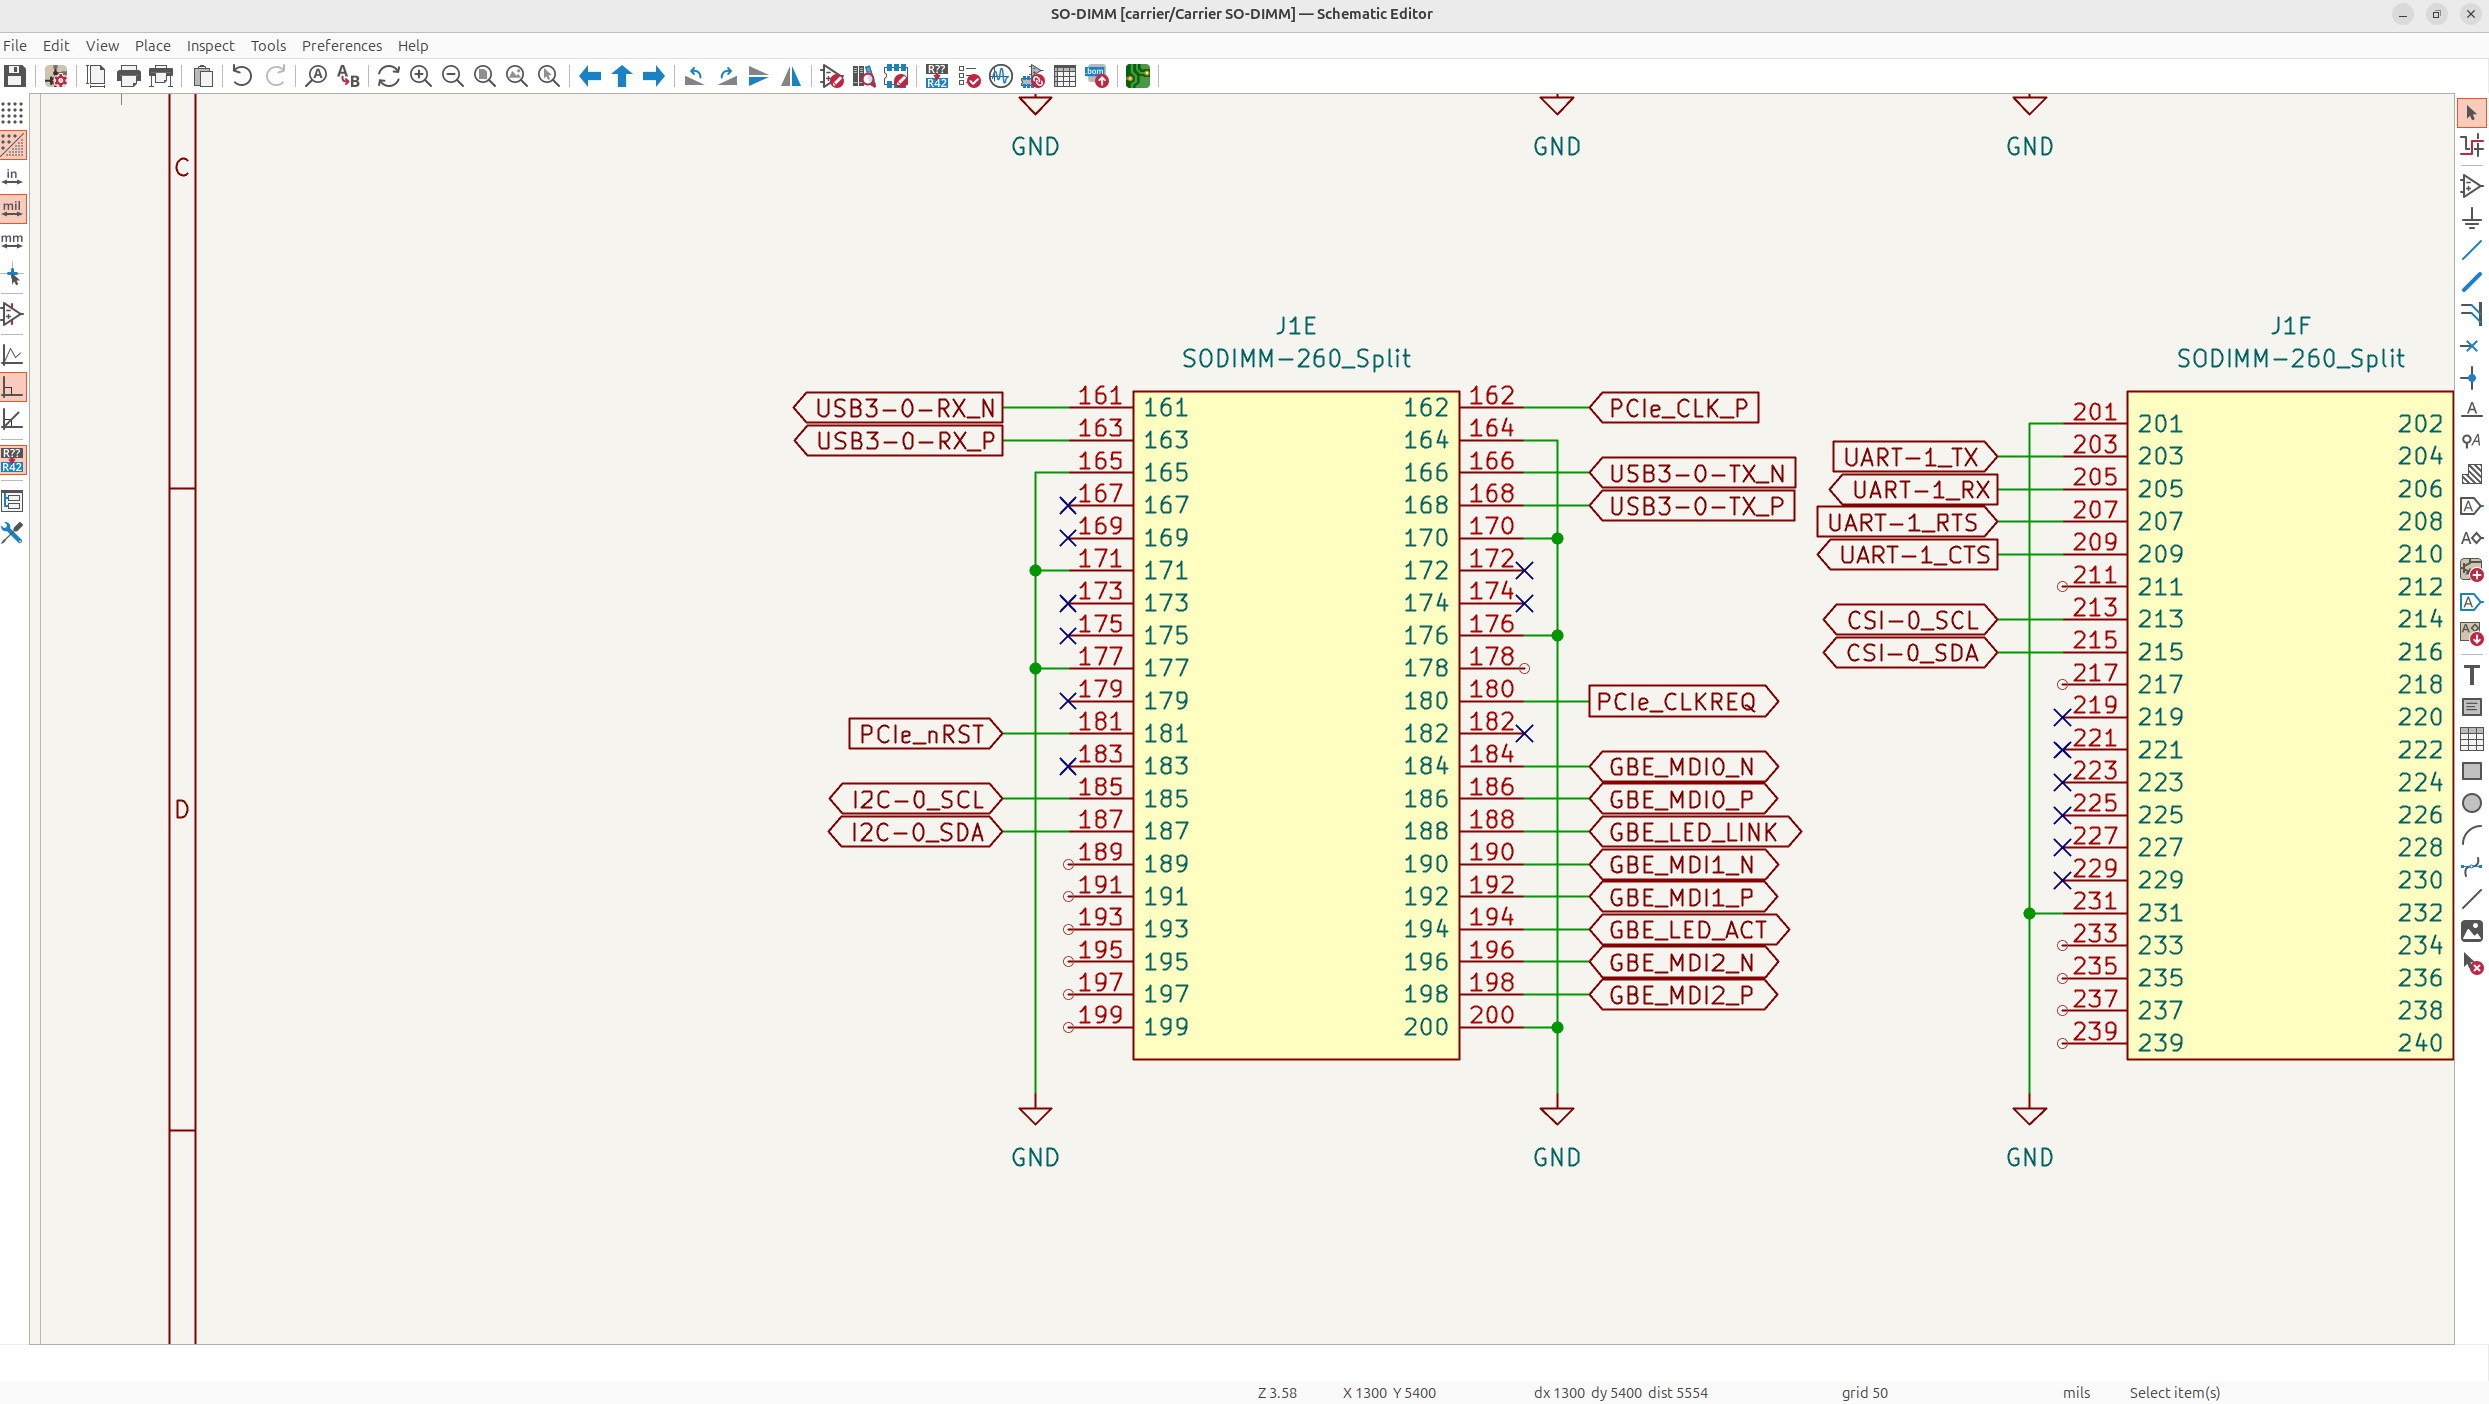 SO-DIMM [carrier/Carrier SO-DIMM] — Schematic Editor
File Edit View Place Inspect Tools Preferences Help
GND GND GND
C
D
in
mil
mm
R??
R42
J1E
SODIMM-260_Split
USB3-0-RX_N 161 161 162 162 PCIe_CLK_P
USB3-0-RX_P 163 163 164 164
165 165 166 166 USB3-0-TX_N
167 167 168 168 USB3-0-TX_P
169 169 170 170
171 171 172 172
173 173 174 174
175 175 176 176
177 177 178 178
179 179 180 180 PCIe_CLKREQ
PCIe_nRST 181 181 182 182
183 183 184 184 GBE_MDI0_N
I2C-0_SCL 185 185 186 186 GBE_MDI0_P
I2C-0_SDA 187 187 188 188 GBE_LED_LINK
189 189 190 190 GBE_MDI1_N
191 191 192 192 GBE_MDI1_P
193 193 194 194 GBE_LED_ACT
195 195 196 196 GBE_MDI2_N
197 197 198 198 GBE_MDI2_P
199 199 200 200
GND GND
J1F
SODIMM-260_Split
201 201 202
UART-1_TX 203 203 204
UART-1_RX 205 205 206
UART-1_RTS 207 207 208
UART-1_CTS 209 209 210
211 211 212
CSI-0_SCL 213 213 214
CSI-0_SDA 215 215 216
217 217 218
219 219 220
221 221 222
223 223 224
225 225 226
227 227 228
229 229 230
231 231 232
233 233 234
235 235 236
237 237 238
239 239 240
GND
Z 3.58 X 1300 Y 5400 dx 1300 dy 5400 dist 5554 grid 50 mils Select item(s)